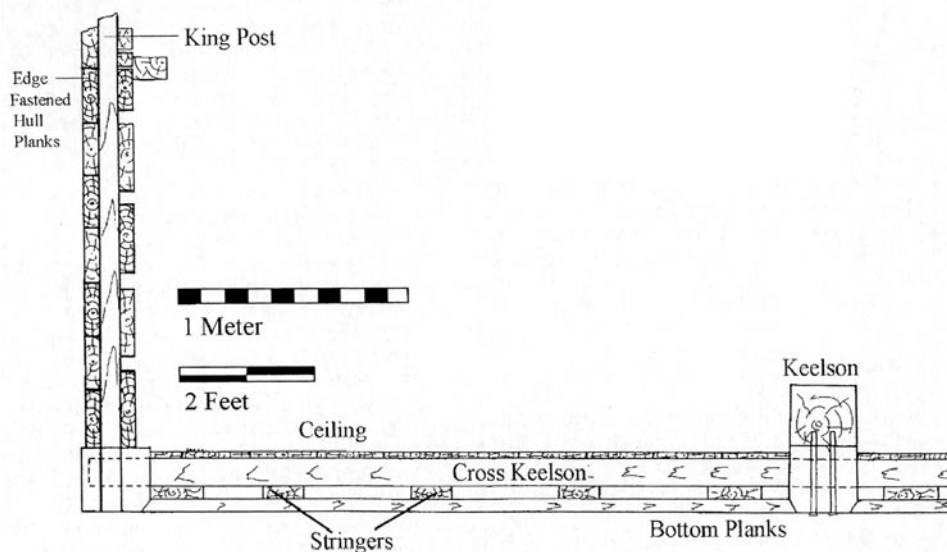 King Post
Edge
Fastened
Hull
Planks
1 Meter
2 Feet
Keelson
Ceiling
Cross Keelson
Bottom Planks
Stringers